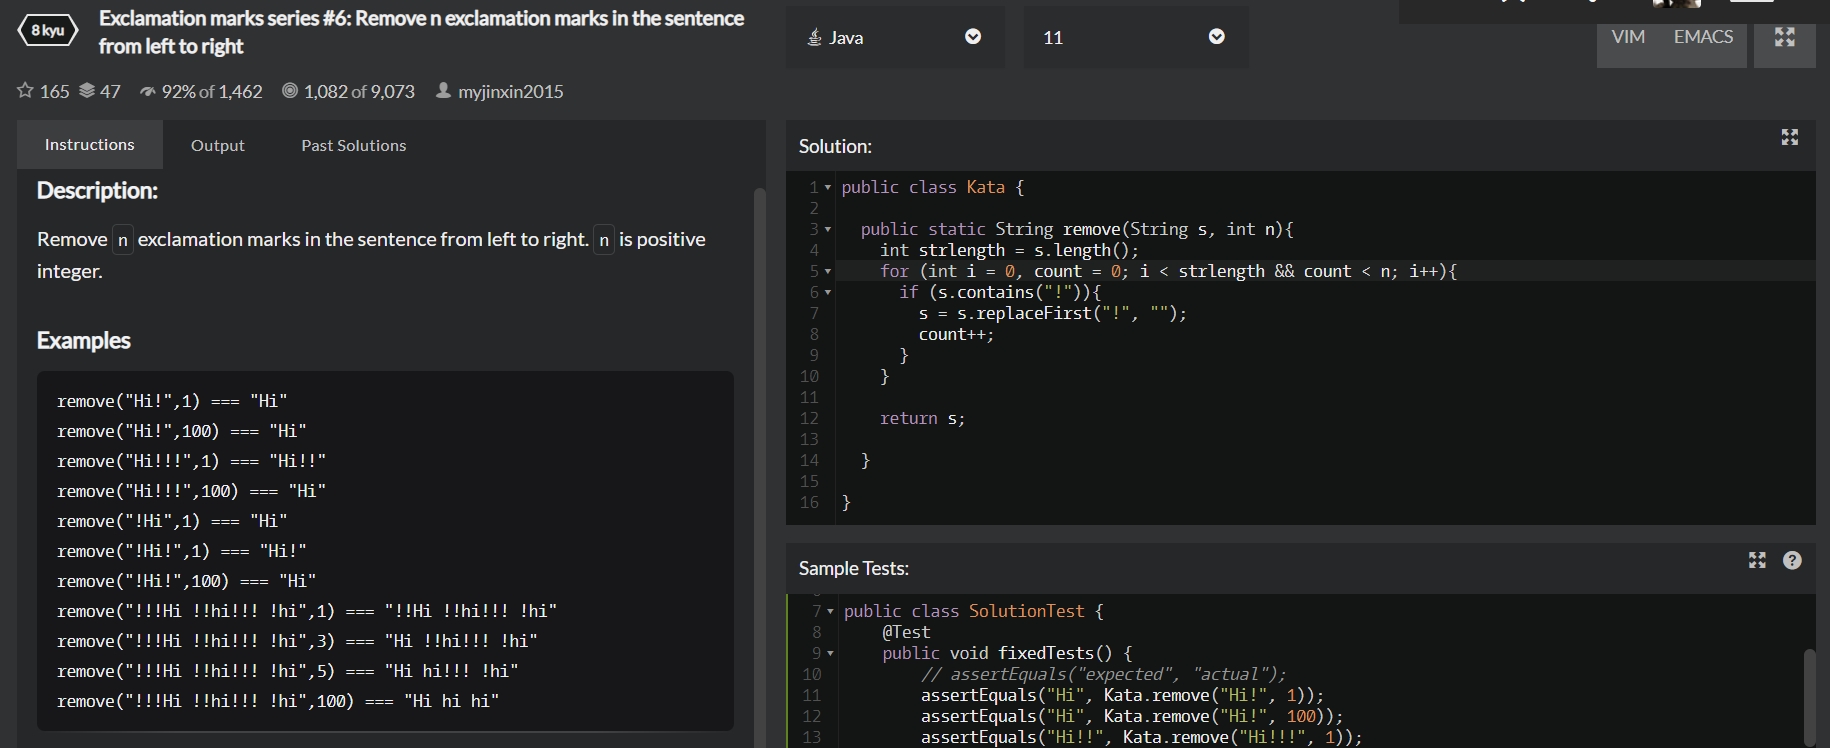 8 kyu
Exclamation marks series #6: Remove n exclamation marks in the sentence
from left to right
165 47 92% of 1,462 1,082 of 9,073 myjinxin2015
Java
11
VIM EMACS
Instructions Output Past Solutions
Description:
Remove n exclamation marks in the sentence from left to right. n is positive
integer.
Examples
remove("Hi!",1) === "Hi"
remove("Hi!",100) === "Hi"
remove("Hi!!!",1) === "Hi!!"
remove("Hi!!!",100) === "Hi"
remove("!Hi",1) === "Hi"
remove("!Hi!",1) === "Hi!"
remove("!Hi!",100) === "Hi"
remove("!!!Hi !!hi!!! !hi",1) === "!!Hi !!hi!!! !hi"
remove("!!!Hi !!hi!!! !hi",3) === "Hi !!hi!!! !hi"
remove("!!!Hi !!hi!!! !hi",5) === "Hi hi!!! !hi"
remove("!!!Hi !!hi!!! !hi",100) === "Hi hi hi"
Solution:
1 public class Kata {
2
3 public static String remove(String s, int n){
4 int strlength = s.length();
5 for (int i = 0, count = 0; i < strlength && count < n; i++){
6 if (s.contains("!")){
7 s = s.replaceFirst("!", "");
8 count++;
9 }
10 }
11
12 return s;
13
14 }
15
16 }
Sample Tests:
7 public class SolutionTest {
8 @Test
9 public void fixedTests() {
10 // assertEquals("expected", "actual");
11 assertEquals("Hi", Kata.remove("Hi!", 1));
12 assertEquals("Hi", Kata.remove("Hi!", 100));
13 assertEquals("Hi!!", Kata.remove("Hi!!!", 1));